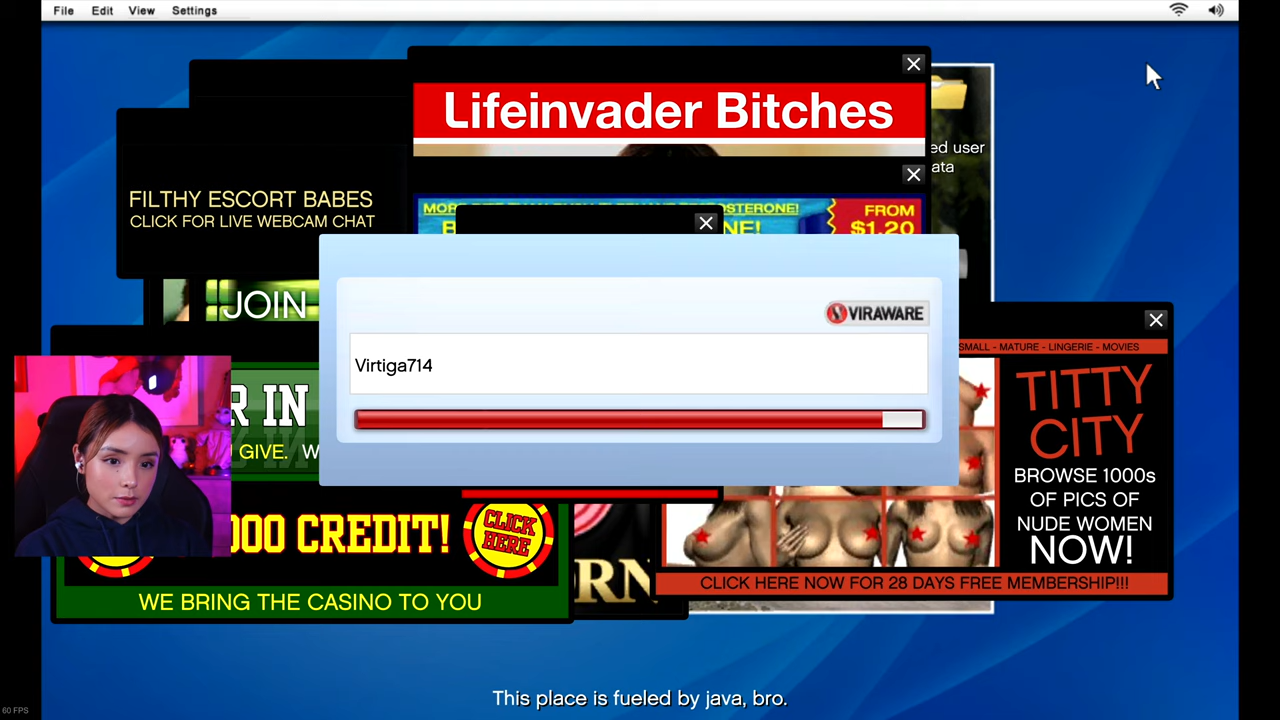 File Edit View Settings
Lifeinvader Bitches
ed user
ata
FILTHY ESCORT BABES
CLICK FOR LIVE WEBCAM CHAT
FROM
$1.20
NE!
JOIN
VIRAWARE
Virtiga714
SMALL - MATURE - LINGERIE - MOVIES
TITTY
CITY
BROWSE 1000s
OF PICS OF
NUDE WOMEN
NOW!
CLICK HERE NOW FOR 28 DAYS FREE MEMBERSHIP!!!
R IN
GIVE. W
000 CREDIT!
CLICK
HERE
WE BRING THE CASINO TO YOU
RN
This place is fueled by java, bro.
60 FPS